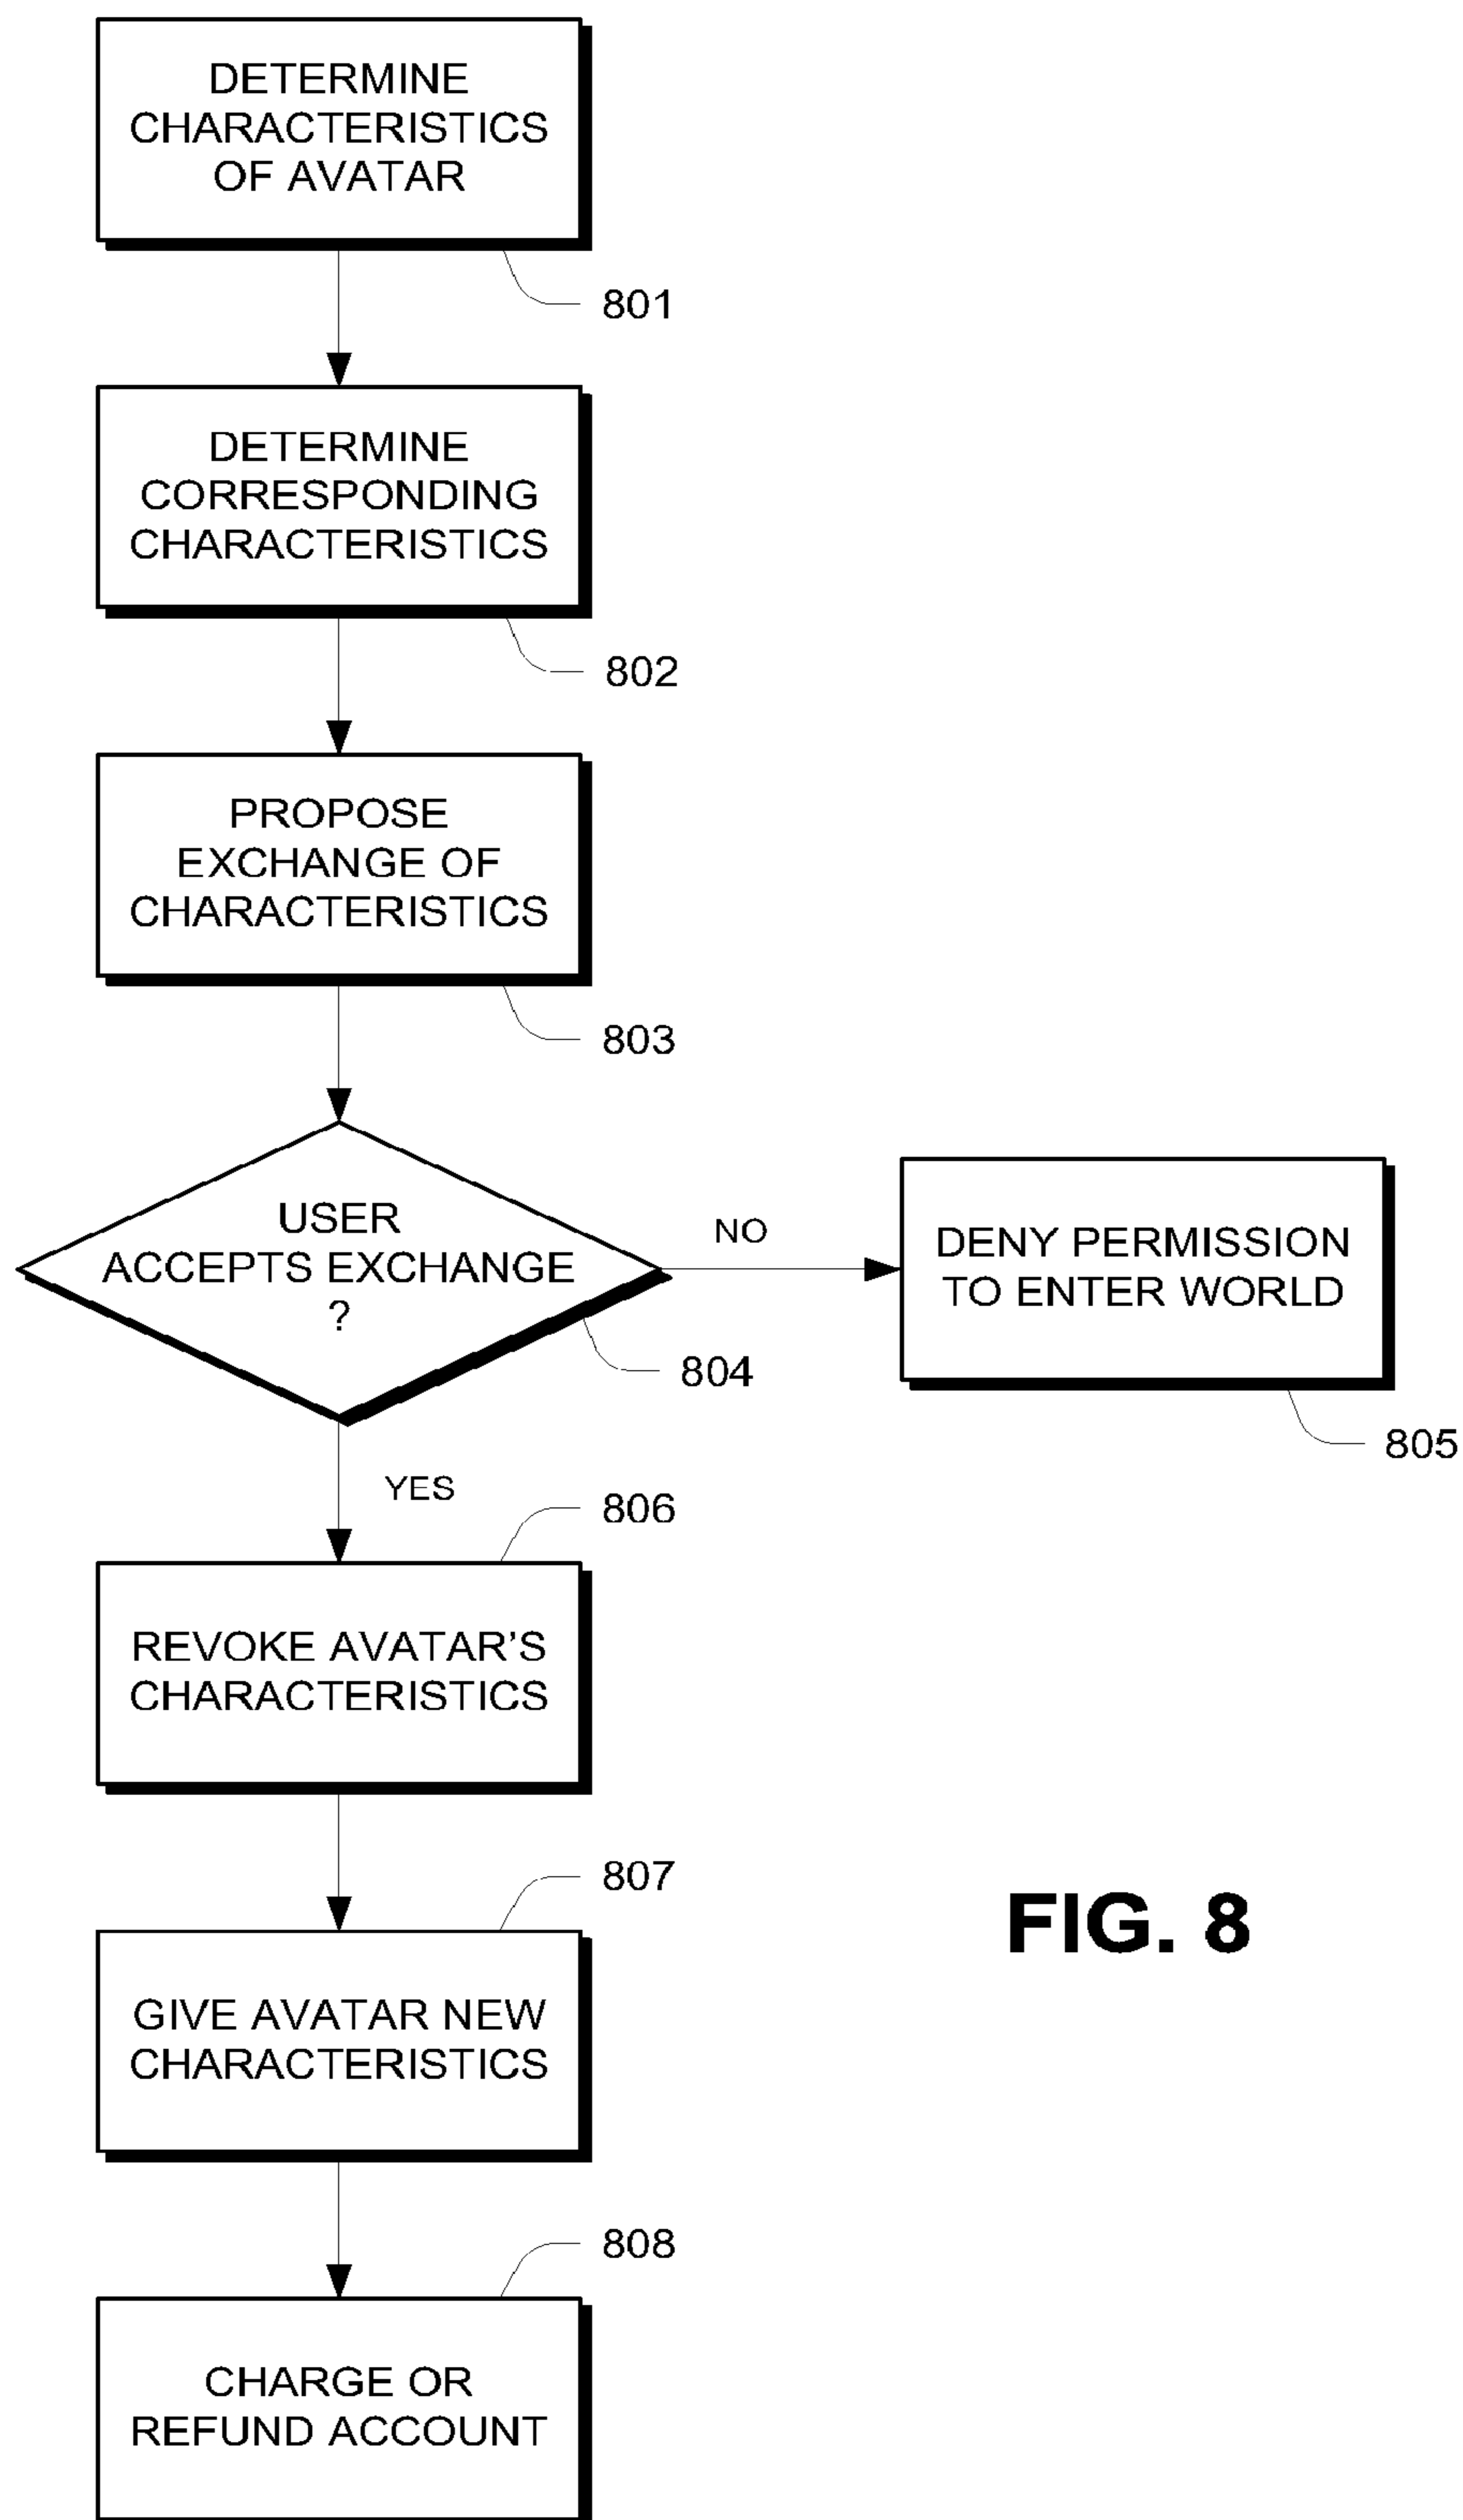 DETERMINE
CHARACTERISTICS
OF AVATAR
801
DETERMINE
CORRESPONDING
CHARACTERISTICS
802
PROPOSE
EXCHANGE OF
CHARACTERISTICS
803
USER
ACCEPTS EXCHANGE
?
804
NO
DENY PERMISSION
TO ENTER WORLD
805
YES
806
REVOKE AVATAR'S
CHARACTERISTICS
807
GIVE AVATAR NEW
CHARACTERISTICS
FIG. 8
808
CHARGE OR
REFUND ACCOUNT